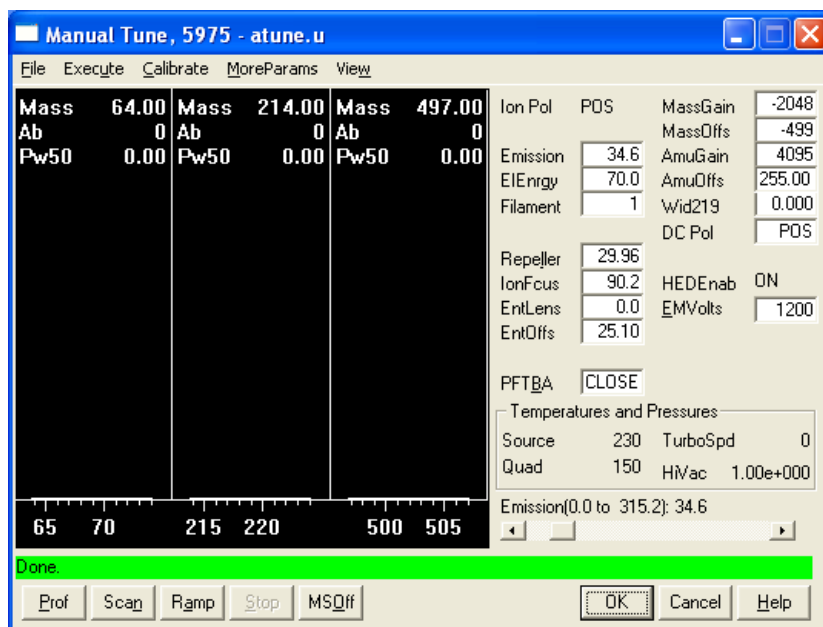 Manual Tune, 5975 - atune.u
File Execute Calibrate MoreParams View
Mass 64.00 Mass 214.00 Mass 497.00
Ab 0 Ab 0 Ab 0
Pw50 0.00 Pw50 0.00 Pw50 0.00
65 70 215 220 500 505
Ion Pol POS
Emission 34.6
ElEnrgy 70.0
Filament 1
Repeller 29.96
IonFcus 90.2
EntLens 0.0
EntOffs 25.10
PFTBA CLOSE
MassGain -2048
MassOffs -499
AmuGain 4095
AmuOffs 255.00
Wid219 0.000
DC Pol POS
HEDEnab ON
EMVolts 1200
Temperatures and Pressures
Source 230 TurboSpd 0
Quad 150 HiVac 1.00e+000
Emission(0.0 to 315.2): 34.6
Done.
Prof Scan Ramp Stop MSOff OK Cancel Help